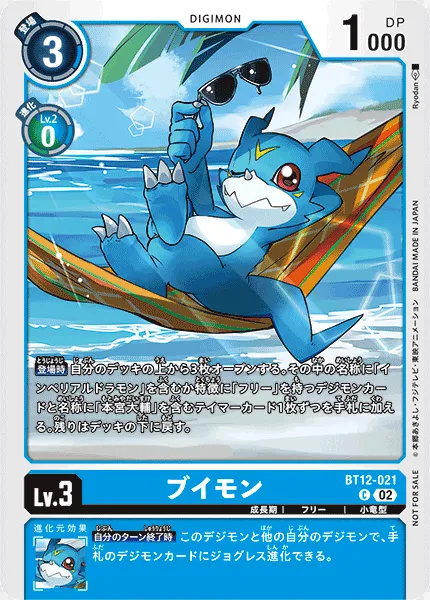 DIGIMON
登場
3
1000
DP
進化
Lv.2
0
Ryodan
©本郷あきよし・フジテレビ・東映アニメーション BANDAI MADE IN JAPAN
NOT FOR SALE
登場時 自分のデッキの上から3枚オープンする。その中の名称に「イ
ンペリアルドラモン」を含むか特徴に「フリー」を持つデジモンカー
ドと名称に「本宮大輔」を含むテイマーカード1枚ずつを手札に加え
る。残りはデッキの下に戻す。
Lv.3
ブイモン
BT12-021
C 02
成長期 | フリー | 小竜型
進化元効果
自分のターン終了時 このデジモンと他の自分のデジモンで、手
札のデジモンカードにジョグレス進化できる。